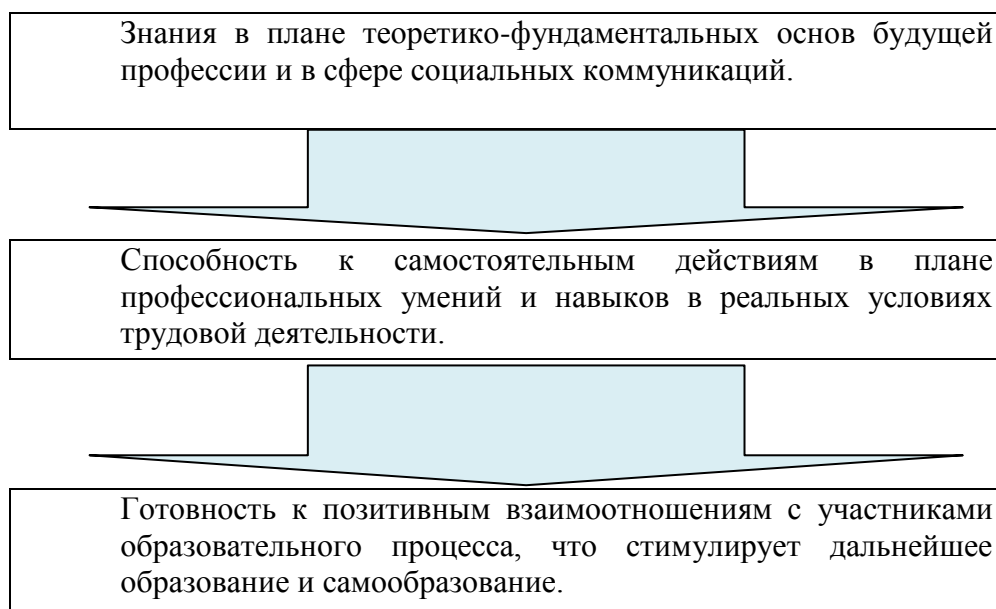 Знания в плане теоретико-фундаментальных основ будущей
профессии и в сфере социальных коммуникаций.
Способность к самостоятельным действиям в плане
профессиональных умений и навыков в реальных условиях
трудовой деятельности.
Готовность к позитивным взаимоотношениям с участниками
образовательного процесса, что стимулирует дальнейшее
образование и самообразование.